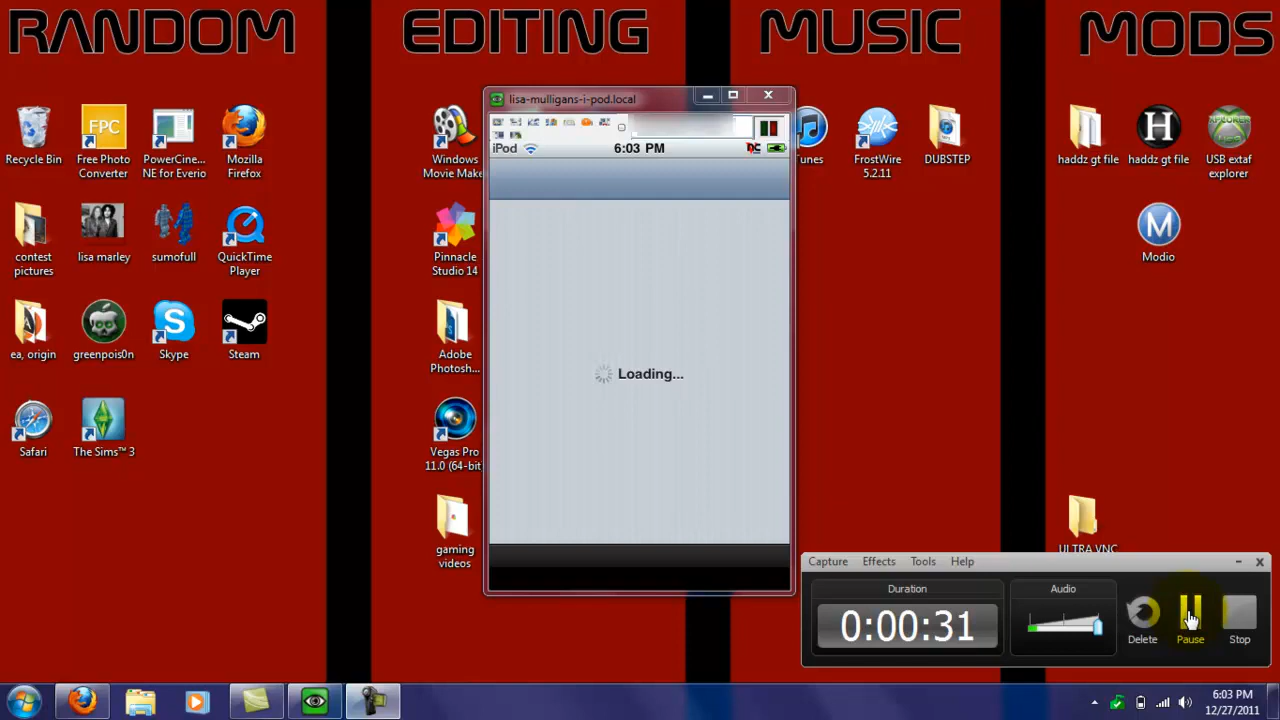 RANDOM
EDITING
MUSIC
MODS
Recycle Bin
FPC
Free Photo
Converter
PowerCine...
NE for Everio
Mozilla
Firefox
contest
pictures
lisa marley
sumofull
QuickTime
Player
ea, origin
greenpois0n
Skype
Steam
Safari
The Sims™ 3
Windows
Movie Make
Pinnacle
Studio 14
Adobe
Photosh...
Vegas Pro
11.0 (64-bit)
gaming
videos
lisa-mulligans-i-pod.local
iPod
6:03 PM
Loading...
Tunes
FrostWire
5.2.11
DUBSTEP
haddz gt file
H
haddz gt file
USB extaf
explorer
M
Modio
ULTRA VNC
Capture Effects Tools Help
Duration
0:00:31
Audio
Delete
Pause
Stop
6:03 PM
12/27/2011